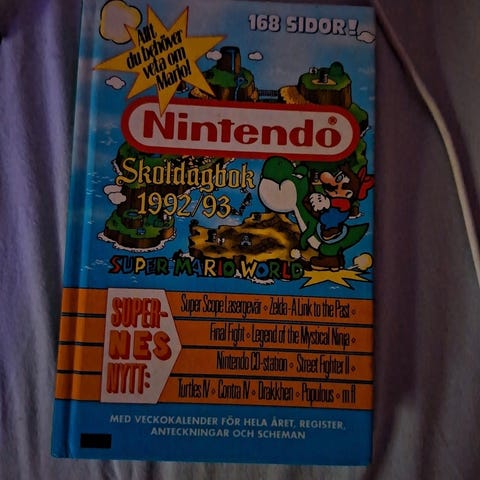 168 SIDOR!
Allt
du behöver
veta om
Mario!
Nintendo®
Skoldagbok
1992/93
SUPER MARIO WORLD
SUPER-
NES
NYTT:
Super Scope Lasergevär • Zelda - A Link to the Past •
Final Fight • Legend of the Mystical Ninja •
Nintendo CD-station • Street Fighter II •
Turtles IV • Contra IV • Drakkhen • Populous • m fl
MED VECKOKALENDER FÖR HELA ÅRET, REGISTER,
ANTECKNINGAR OCH SCHEMAN